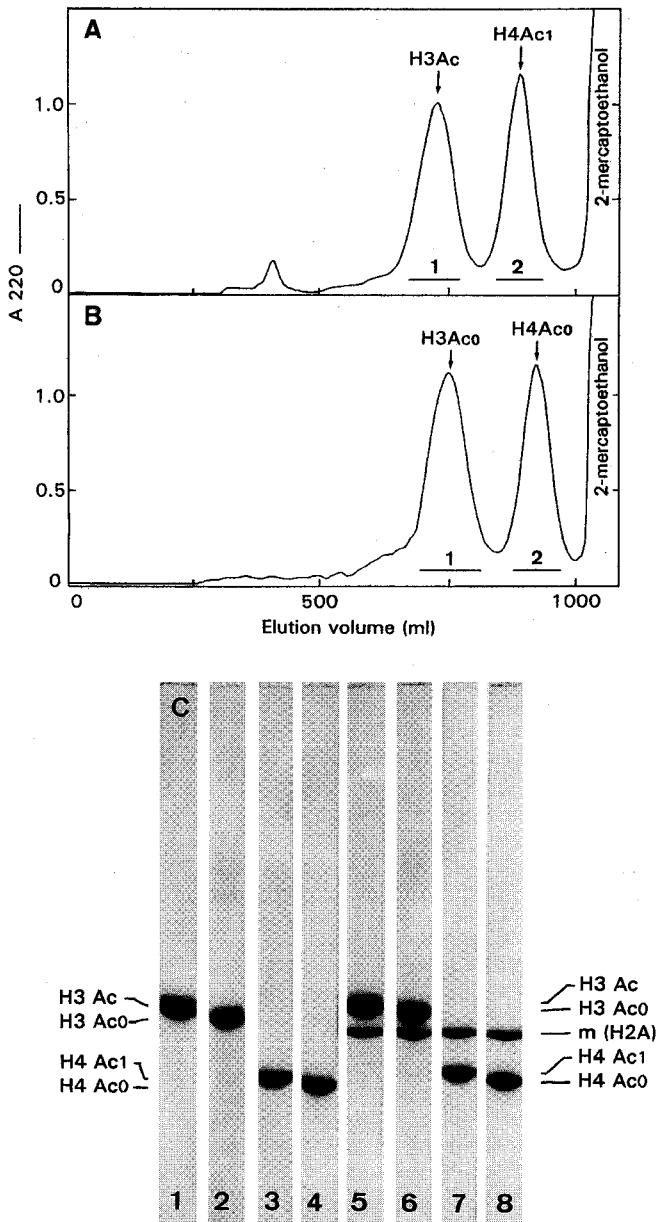 A
H3Ac
H4Ac1
1.0
0.5
0
1
2
2-mercaptoethanol
A 220
B
H3Ac0
H4Ac0
1.0
0.5
0
1
2
2-mercaptoethanol
0
500
1000
Elution volume (ml)
C
H3 Ac
H3 Ac0
H4 Ac1
H4 Ac0
H3 Ac
H3 Ac0
m (H2A)
H4 Ac1
H4 Ac0
1 2 3 4 5 6 7 8